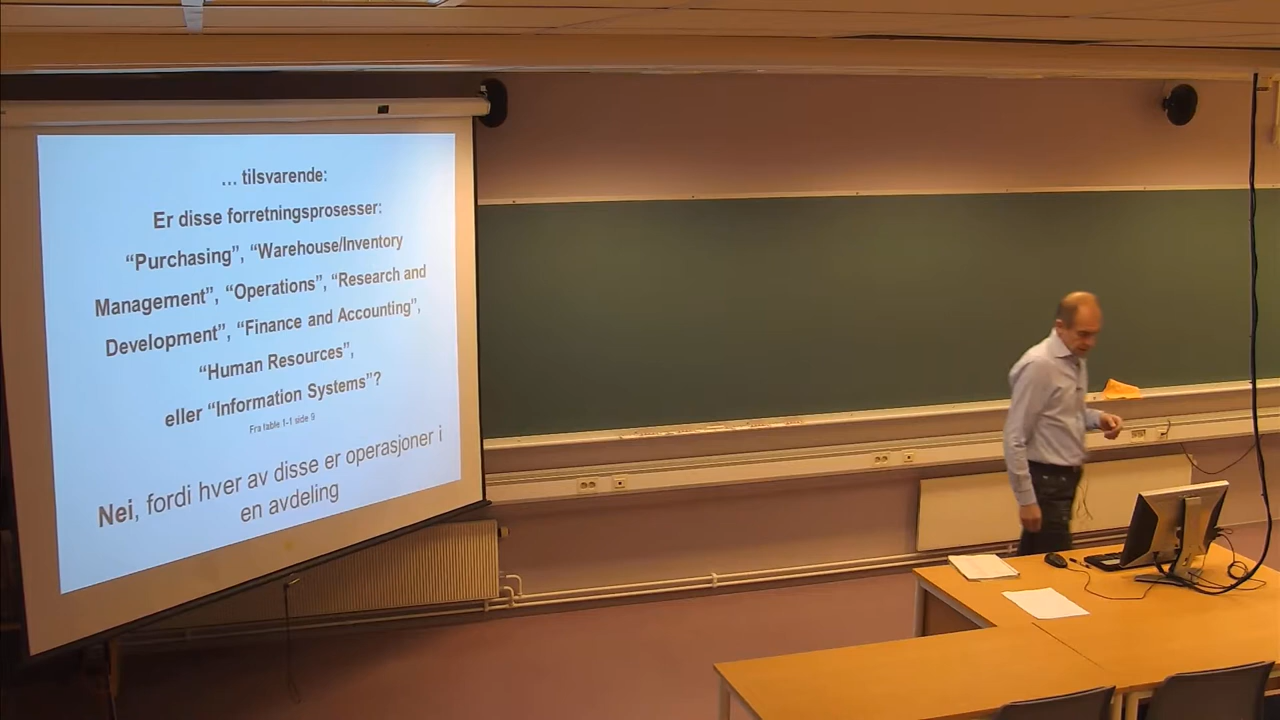 ... tilsvarende:
Er disse forretningsprosesser:
“Purchasing”, “Warehouse/Inventory
Management”, “Operations”, “Research and
Development”, “Finance and Accounting”,
“Human Resources”,
eller “Information Systems”?
Fra table 1-1 side 9
Nei, fordi hver av disse er operasjoner i
en avdeling